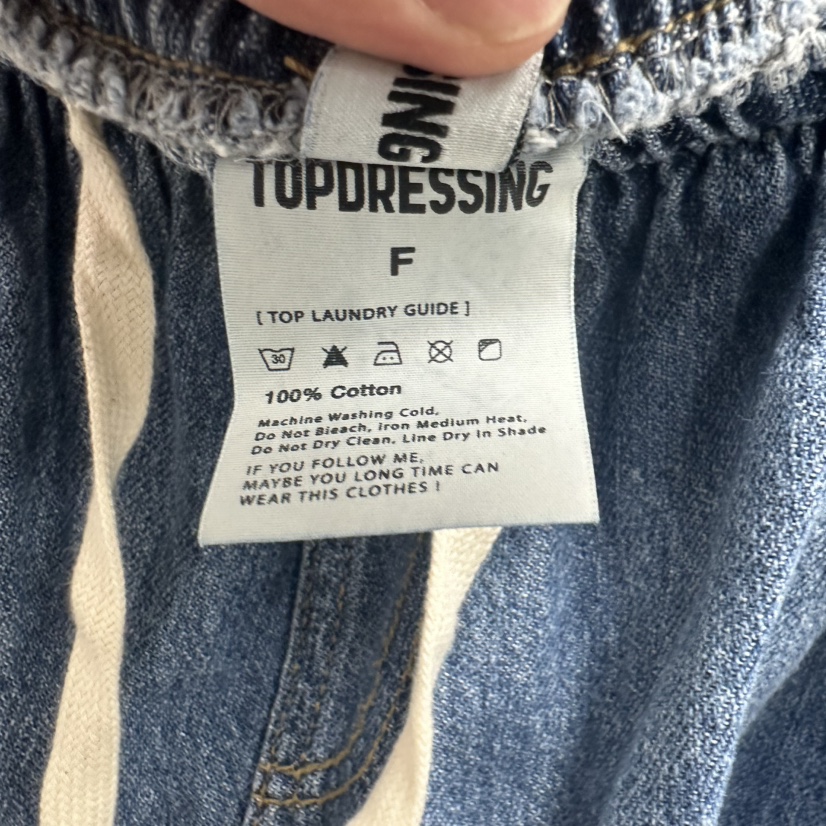 SING
TOPDRESSING
F
[ TOP LAUNDRY GUIDE ]
30
100% Cotton
Machine Washing Cold,
Do Not Bleach, Iron Medium Heat,
Do Not Dry Clean, Line Dry In Shade
IF YOU FOLLOW ME,
MAYBE YOU LONG TIME CAN
WEAR THIS CLOTHES !